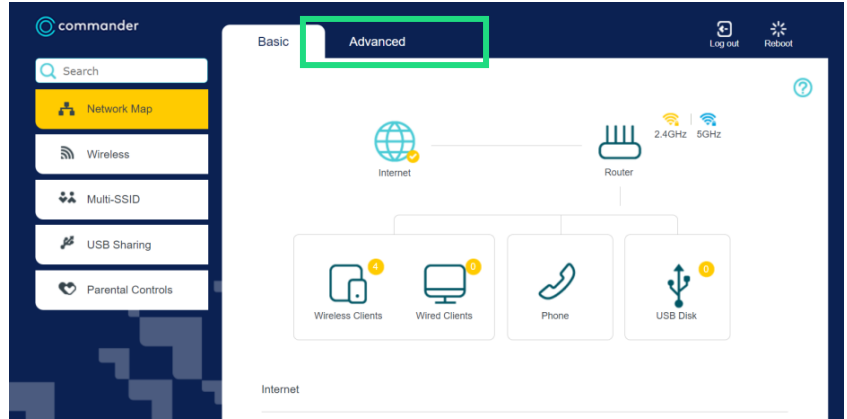 commander
Basic
Advanced
Log out
Reboot
Search
Network Map
Wireless
Multi-SSID
USB Sharing
Parental Controls
?
2.4GHz 5GHz
Internet
Router
4
0
0
Wireless Clients
Wired Clients
Phone
USB Disk
Internet